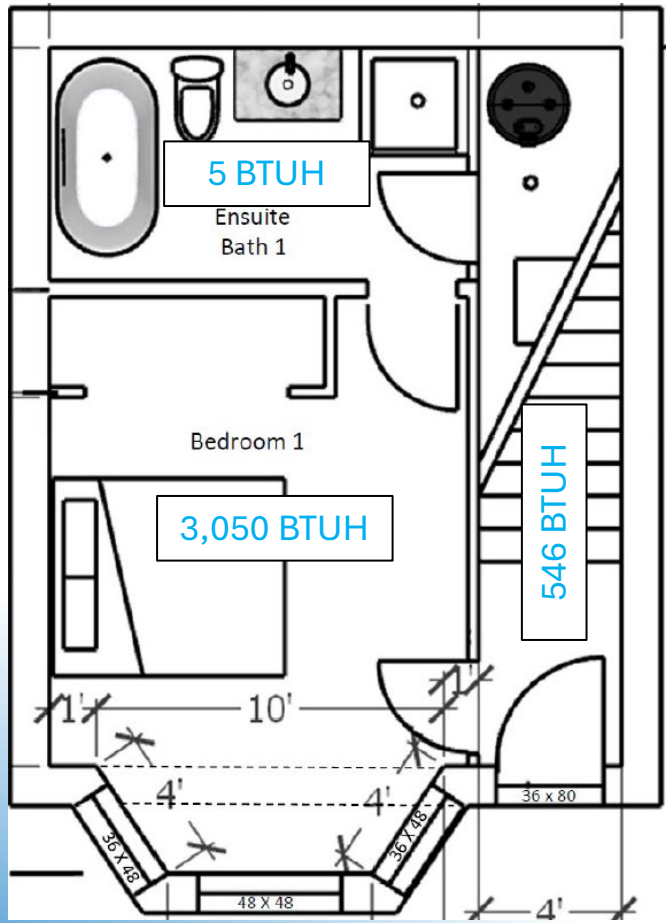 5 BTUH
Ensuite
Bath 1
Bedroom 1
3,050 BTUH
546 BTUH
1'
10'
1'
4'
4'
36 X 48
36 X 48
48 X 48
36 x 80
4'